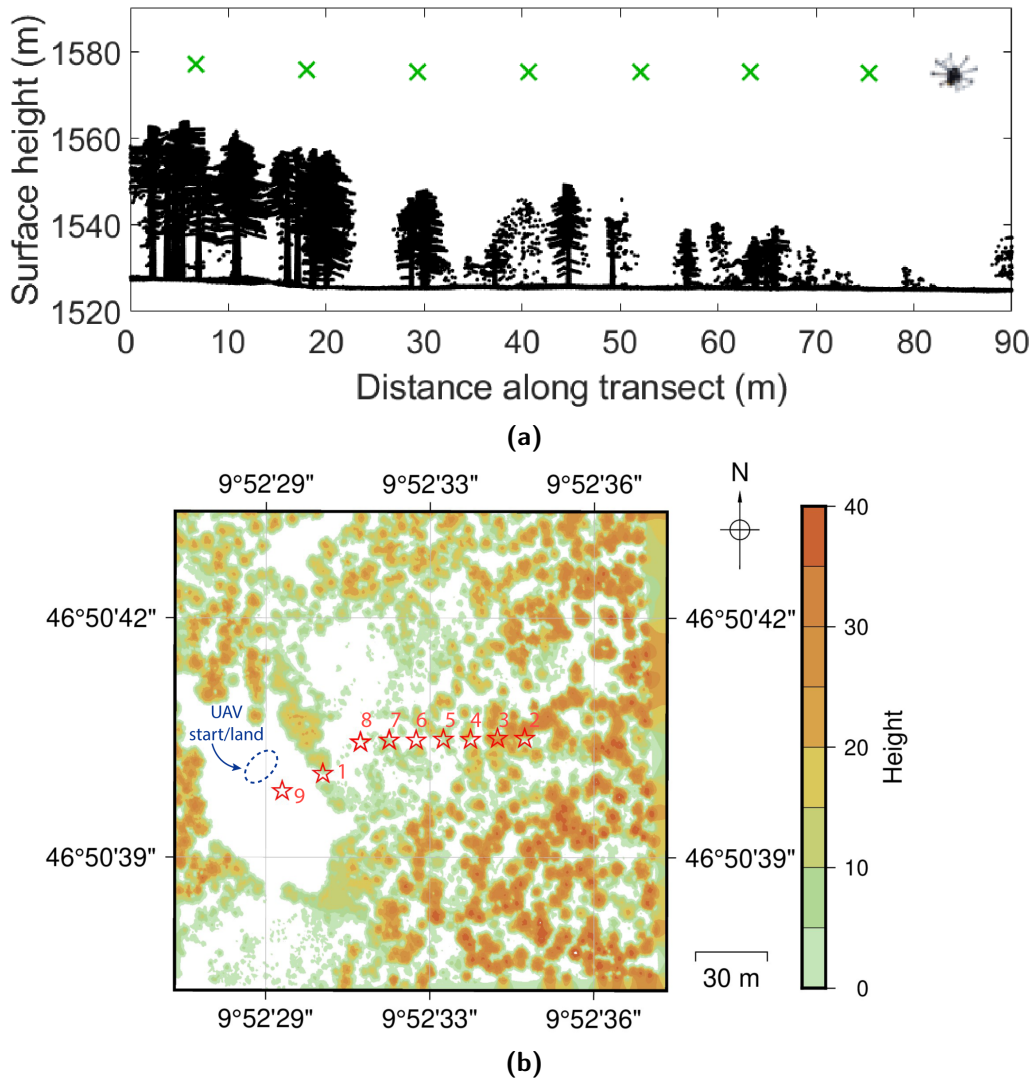 Surface height (m)
1580
1560
1540
1520
0 10 20 30 40 50 60 70 80 90
Distance along transect (m)
(a)
9°52'29" 9°52'33" 9°52'36" N
46°50'42" 46°50'42"
46°50'39" 46°50'39"
UAV
start/land
8 7 6 5 4 3 2
1
9
40
30
20
10
0
Height
30 m
9°52'29" 9°52'33" 9°52'36"
(b)